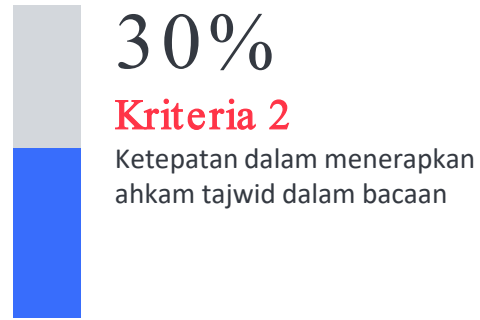 30%
Kriteria 2
Ketepatan dalam menerapkan
ahkam tajwid dalam bacaan